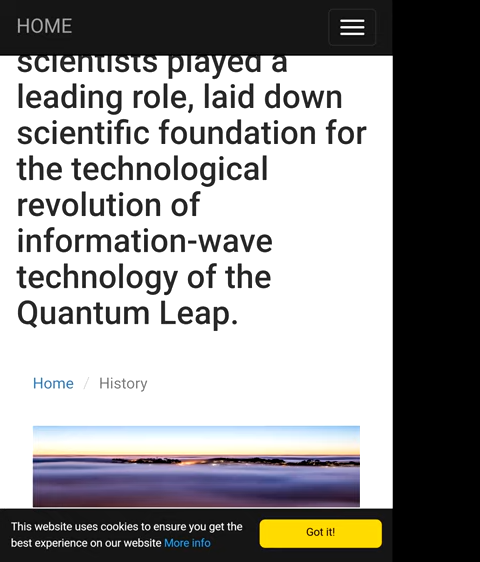 HOME
scientists played a
leading role, laid down
scientific foundation for
the technological
revolution of
information-wave
technology of the
Quantum Leap.
Home / History
This website uses cookies to ensure you get the
best experience on our website More info
Got it!